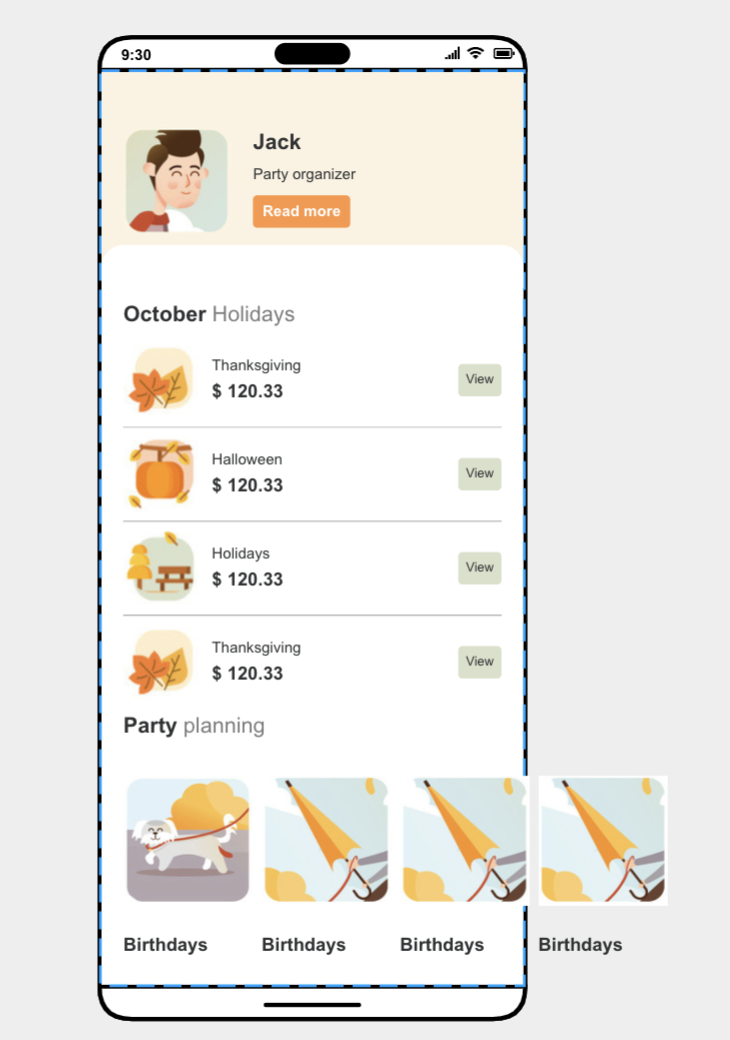 9:30
Jack
Party organizer
Read more
October Holidays
Thanksgiving
$ 120.33
View
Halloween
$ 120.33
View
Holidays
$ 120.33
View
Thanksgiving
$ 120.33
View
Party planning
Birthdays Birthdays Birthdays Birthdays